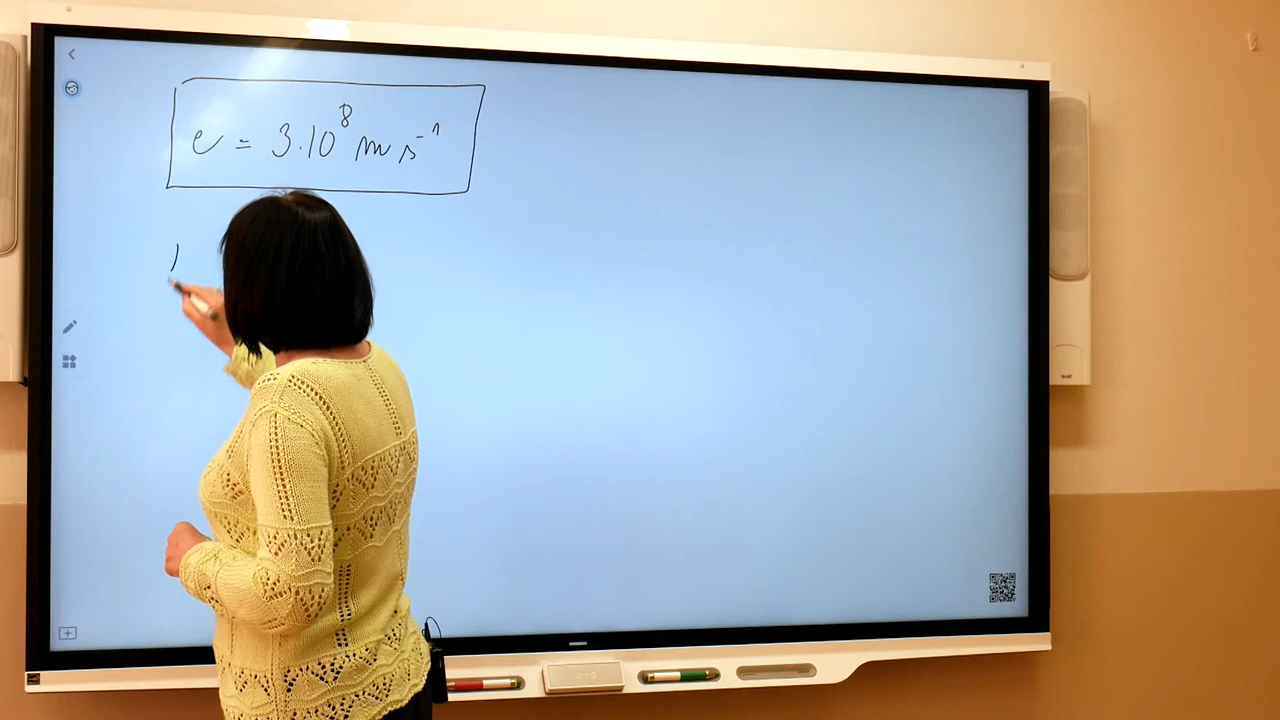 c = 3.10⁸ m s⁻¹